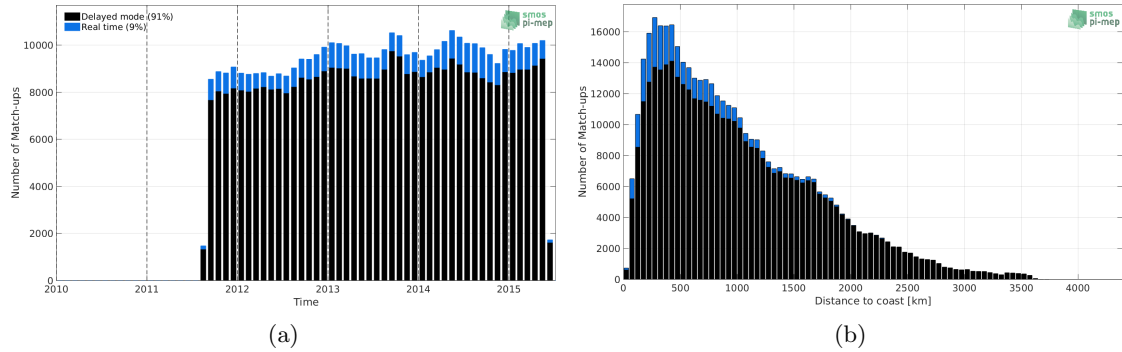 Delayed mode (91%)
Real time (9%)
smos
pi-mep
Number of Match-ups
10000
8000
6000
4000
2000
0
2010
2011
2012
2013
2014
2015
Time
(a)
smos
pi-mep
Number of Match-ups
16000
14000
12000
10000
8000
6000
4000
2000
0
0
500
1000
1500
2000
2500
3000
3500
4000
Distance to coast [km]
(b)